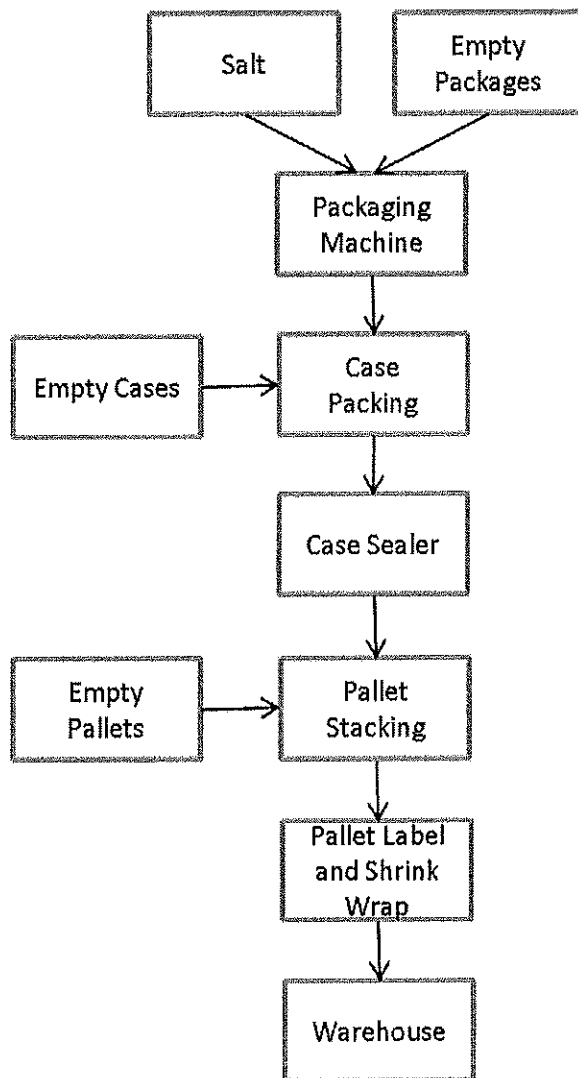 Salt
Empty
Packages
Packaging
Machine
Empty Cases
Case
Packing
Case Sealer
Empty
Pallets
Pallet
Stacking
Pallet Label
and Shrink
Wrap
Warehouse